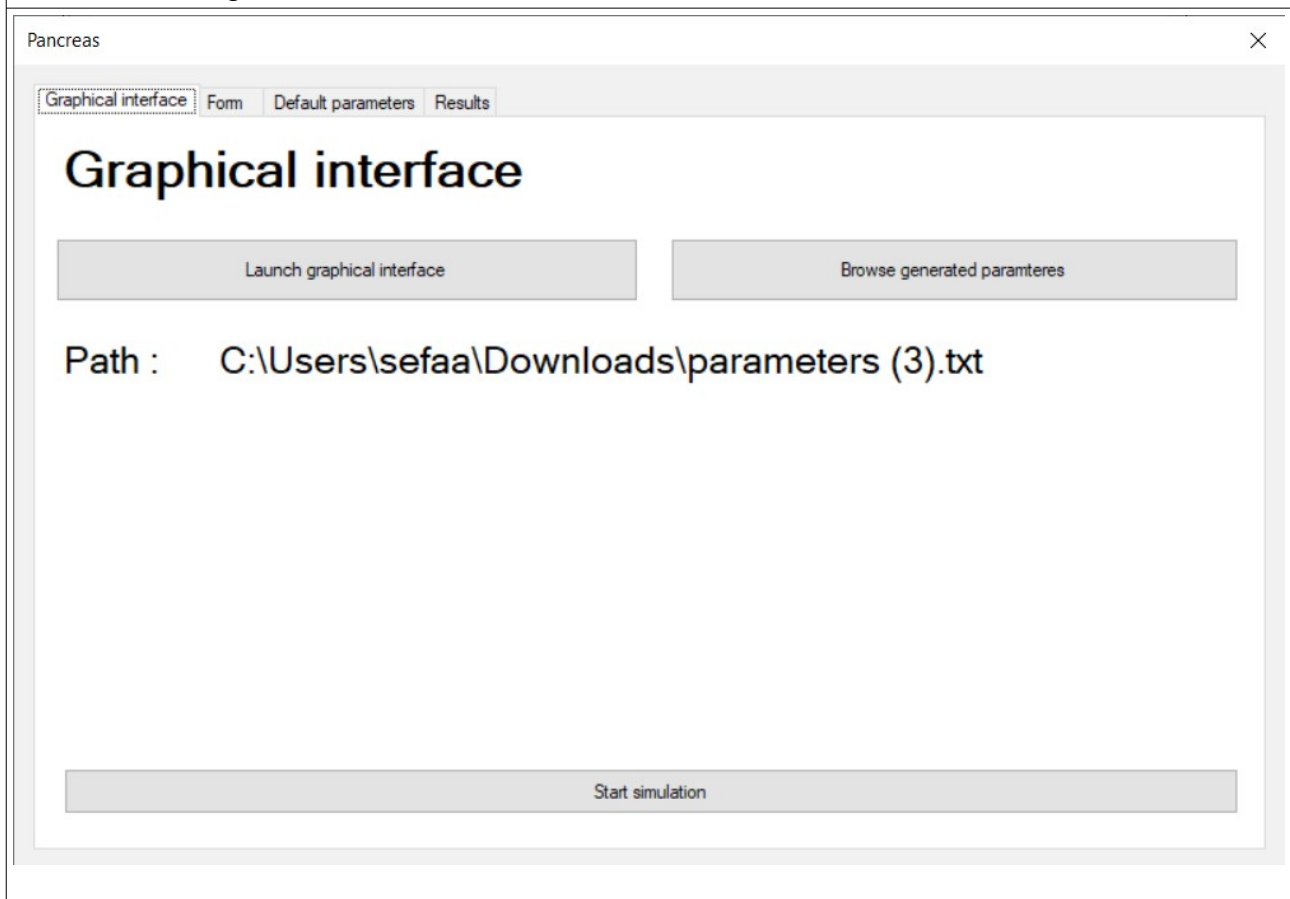 Pancreas
Graphical interface Form Default parameters Results
Graphical interface
Launch graphical interface Browse generated paramteres
Path : C:\Users\sefaa\Downloads\parameters (3).txt
Start simulation